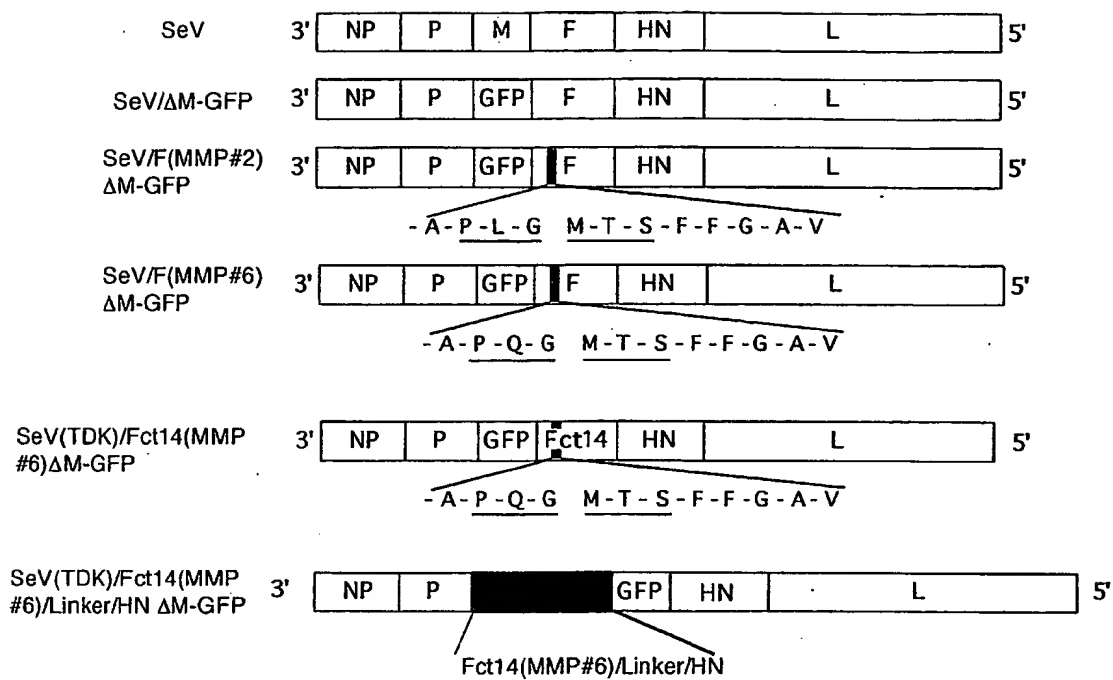 SeV 3' NP P M F HN L 5'
SeV/ΔM-GFP 3' NP P GFP F HN L 5'
SeV/F(MMP#2)
ΔM-GFP 3' NP P GFP F HN L 5'
- A - P - L - G M - T - S - F - F - G - A - V
SeV/F(MMP#6)
ΔM-GFP 3' NP P GFP F HN L 5'
- A - P - Q - G M - T - S - F - F - G - A - V
SeV(TDK)/Fct14(MMP
#6)ΔM-GFP 3' NP P GFP Fct14 HN L 5'
- A - P - Q - G M - T - S - F - F - G - A - V
SeV(TDK)/Fct14(MMP
#6)/Linker/HN ΔM-GFP 3' NP P GFP HN L 5'
Fct14(MMP#6)/Linker/HN